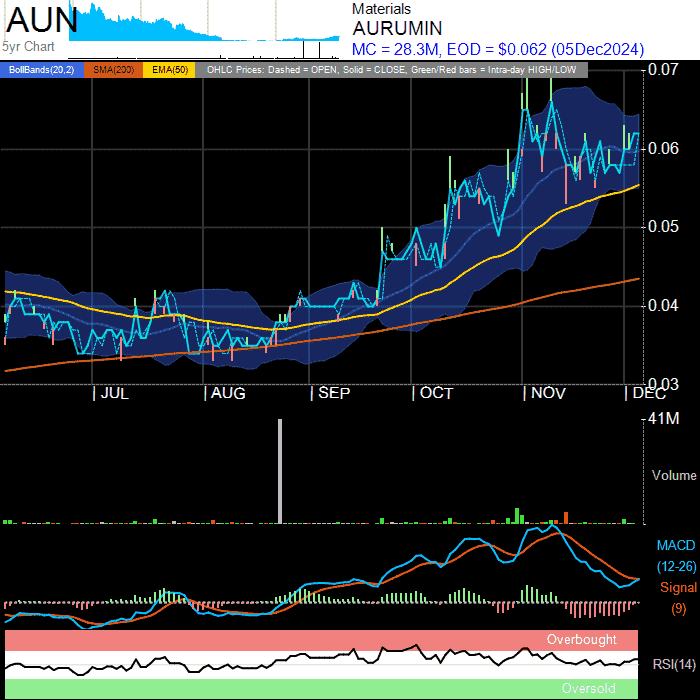 AUN
5yr Chart
Materials
AURUMIN
MC = 28.3M, EOD = $0.062 (05Dec2024)
BollBands(20,2) SMA(200) EMA(50) OHLC Prices: Dashed = OPEN, Solid = CLOSE, Green/Red bars = Intra-day HIGH/LOW
0.07
0.06
0.05
0.04
0.03
JUL AUG SEP OCT NOV DEC
41M
Volume
MACD
(12-26)
Signal
(9)
Overbought
RSI(14)
Oversold